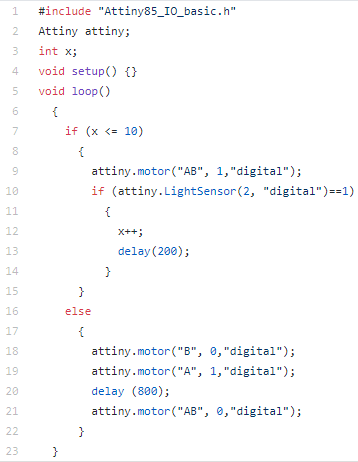 1 #include "Attiny85_IO_basic.h"
2 Attiny attiny;
3 int x;
4 void setup() {}
5 void loop()
6 {
7 if (x <= 10)
8 {
9 attiny.motor("AB", 1,"digital");
10 if (attiny.LightSensor(2, "digital")==1)
11 {
12 x++;
13 delay(200);
14 }
15 }
16 else
17 {
18 attiny.motor("B", 0,"digital");
19 attiny.motor("A", 1,"digital");
20 delay (800);
21 attiny.motor("AB", 0,"digital");
22 }
23 }